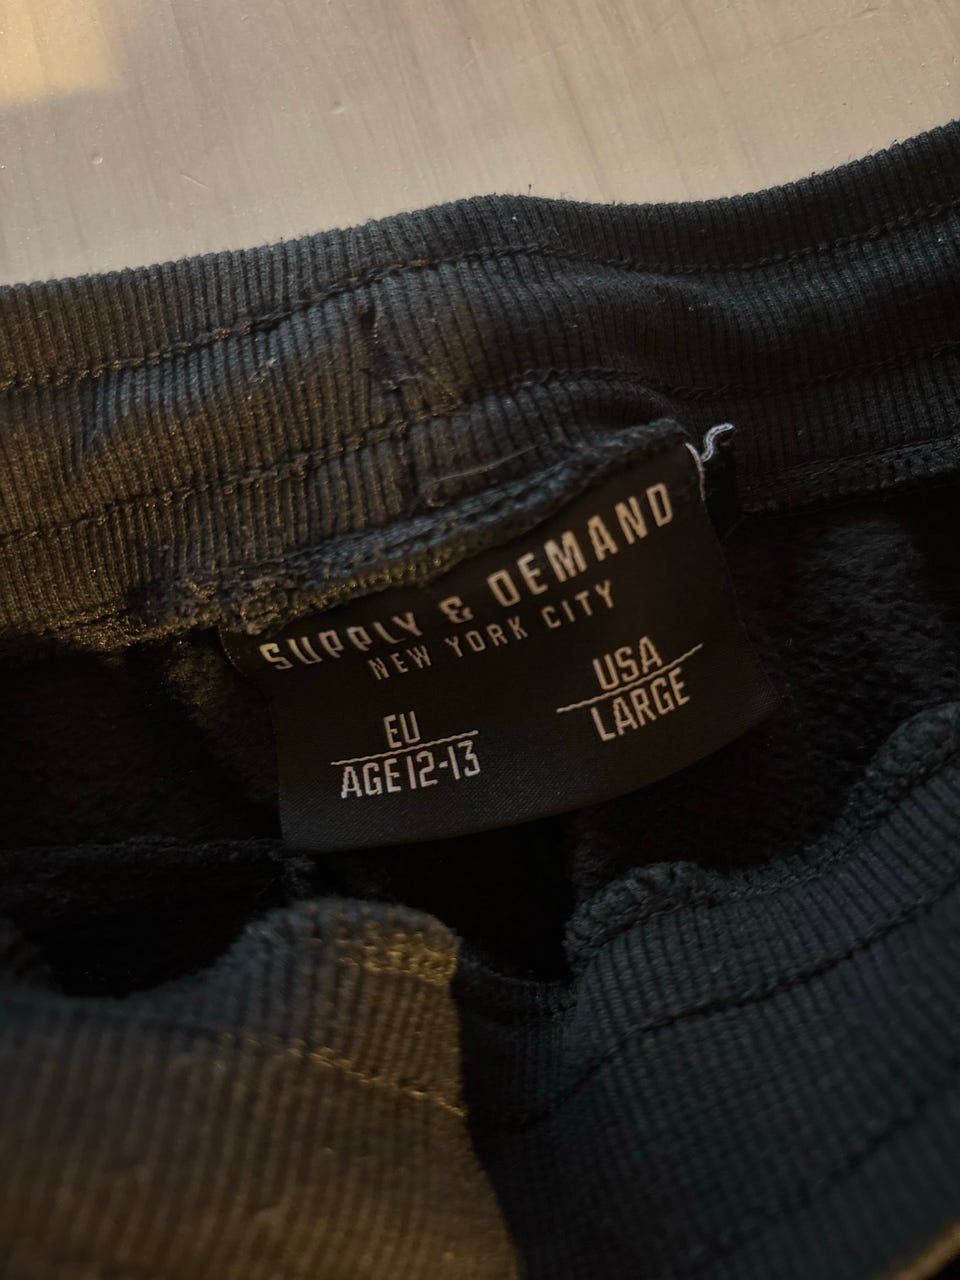 SUPPLY & DEMAND
NEW YORK CITY
EU
AGE 12-13
USA
LARGE